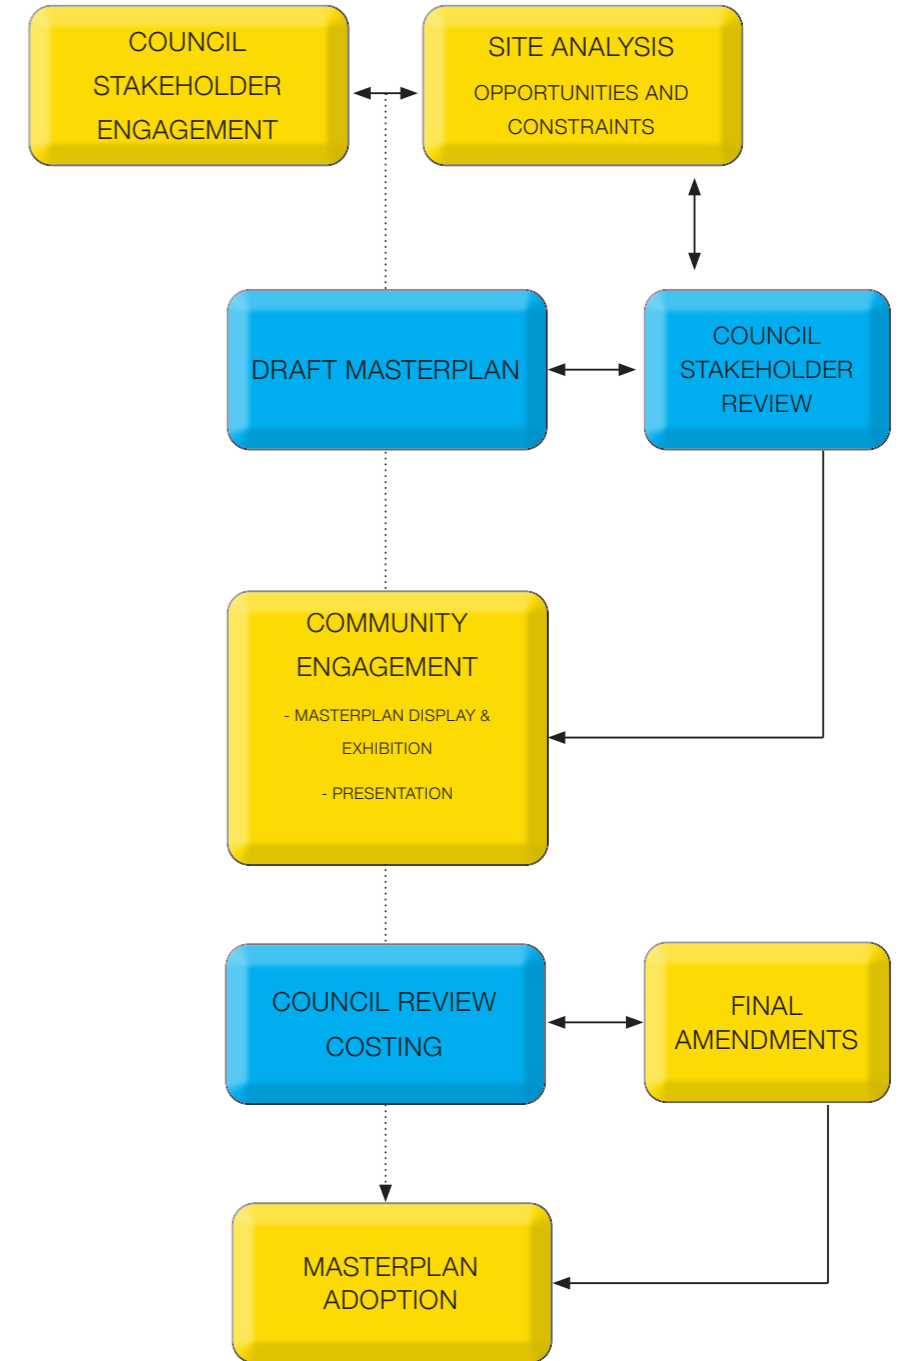 COUNCIL
STAKEHOLDER
ENGAGEMENT
SITE ANALYSIS
OPPORTUNITIES AND
CONSTRAINTS
DRAFT MASTERPLAN
COUNCIL
STAKEHOLDER
REVIEW
COMMUNITY
ENGAGEMENT
- MASTERPLAN DISPLAY &
EXHIBITION
- PRESENTATION
COUNCIL REVIEW
COSTING
FINAL
AMENDMENTS
MASTERPLAN
ADOPTION